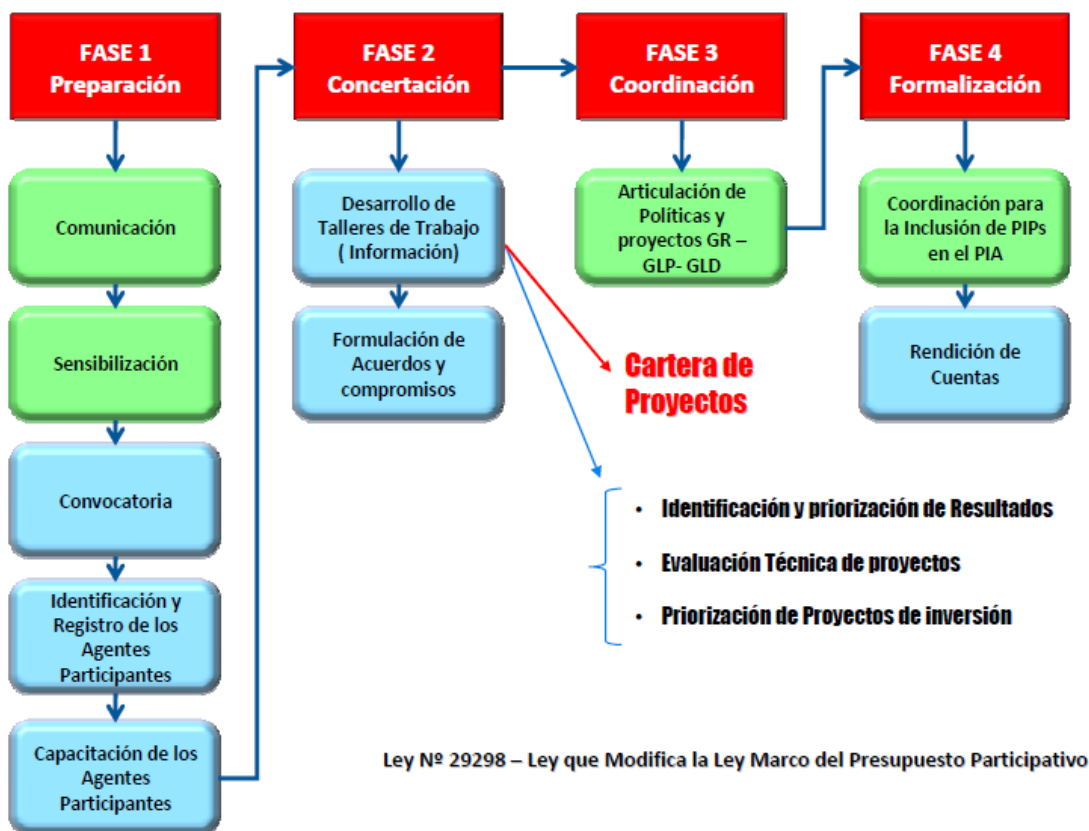 FASE 1
Preparación
Comunicación
Sensibilización
Convocatoria
Identificación y
Registro de los
Agentes
Participantes
Capacitación de los
Agentes
Participantes
FASE 2
Concertación
Desarrollo de
Talleres de Trabajo
( Información)
Formulación de
Acuerdos y
compromisos
FASE 3
Coordinación
Articulación de
Políticas y
proyectos GR –
GLP- GLD
FASE 4
Formalización
Coordinación para
la Inclusión de PIPs
en el PIA
Rendición de
Cuentas
Cartera de
Proyectos
• Identificación y priorización de Resultados
• Evaluación Técnica de proyectos
• Priorización de Proyectos de inversión
Ley Nº 29298 – Ley que Modifica la Ley Marco del Presupuesto Participativo